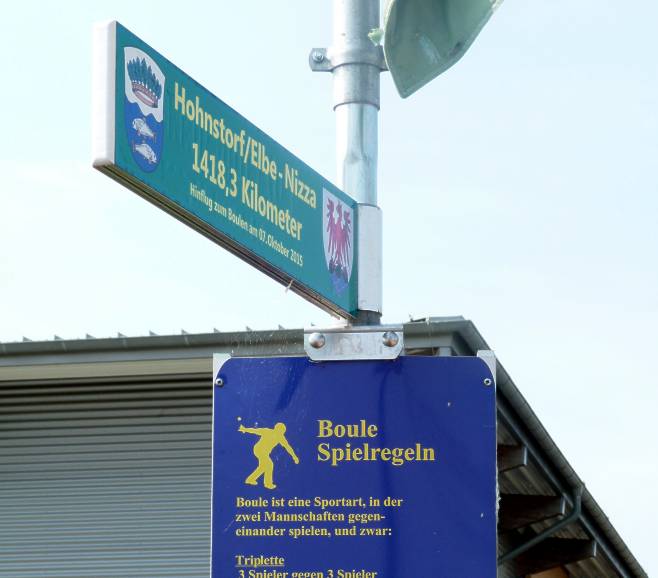 Hohnstorf/Elbe - Nizza
1418,3 Kilometer
Hinflug zum Boulen am 07.Oktober 2015
Boule
Spielregeln
Boule ist eine Sportart, in der
zwei Mannschaften gegen-
einander spielen, und zwar:
Triplette
3 Spieler gegen 3 Spieler